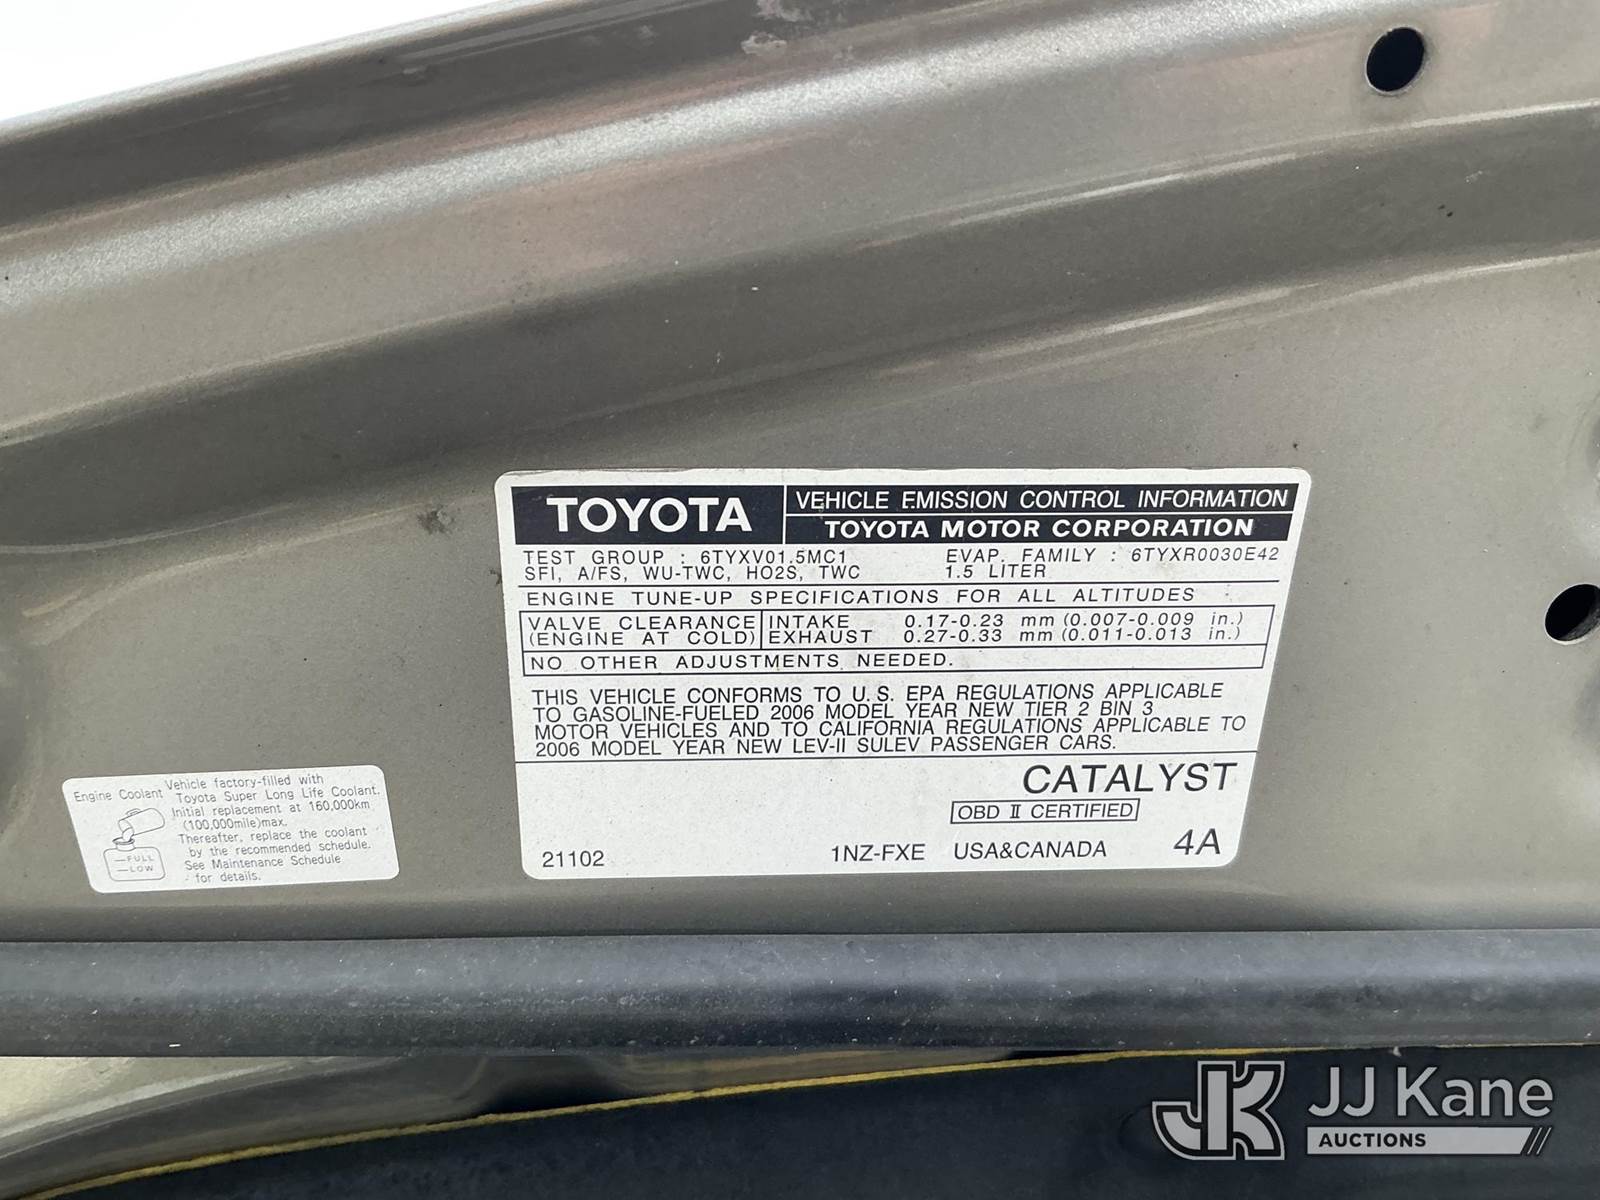 TOYOTA
VEHICLE EMISSION CONTROL INFORMATION
TOYOTA MOTOR CORPORATION
TEST GROUP : 6TYXV01.5MC1 EVAP. FAMILY : 6TYXR0030E42
SFI, A/FS, WU-TWC, HO2S, TWC 1.5 LITER
ENGINE TUNE-UP SPECIFICATIONS FOR ALL ALTITUDES
VALVE CLEARANCE INTAKE 0.17-0.23 mm (0.007-0.009 in.)
(ENGINE AT COLD) EXHAUST 0.27-0.33 mm (0.011-0.013 in.)
NO OTHER ADJUSTMENTS NEEDED.
THIS VEHICLE CONFORMS TO U.S. EPA REGULATIONS APPLICABLE
TO GASOLINE-FUELED 2006 MODEL YEAR NEW TIER 2 BIN 3
MOTOR VEHICLES AND TO CALIFORNIA REGULATIONS APPLICABLE TO
2006 MODEL YEAR NEW LEV-II SULEV PASSENGER CARS.
CATALYST
OBD II CERTIFIED
21102 1NZ-FXE USA&CANADA 4A
Engine Coolant
Vehicle factory-filled with
Toyota Super Long Life Coolant.
Initial replacement at 160,000km
(100,000mile)max.
Thereafter, replace the coolant
by the recommended schedule.
See Maintenance Schedule
for details.
FULL
LOW
JK JJ Kane
AUCTIONS